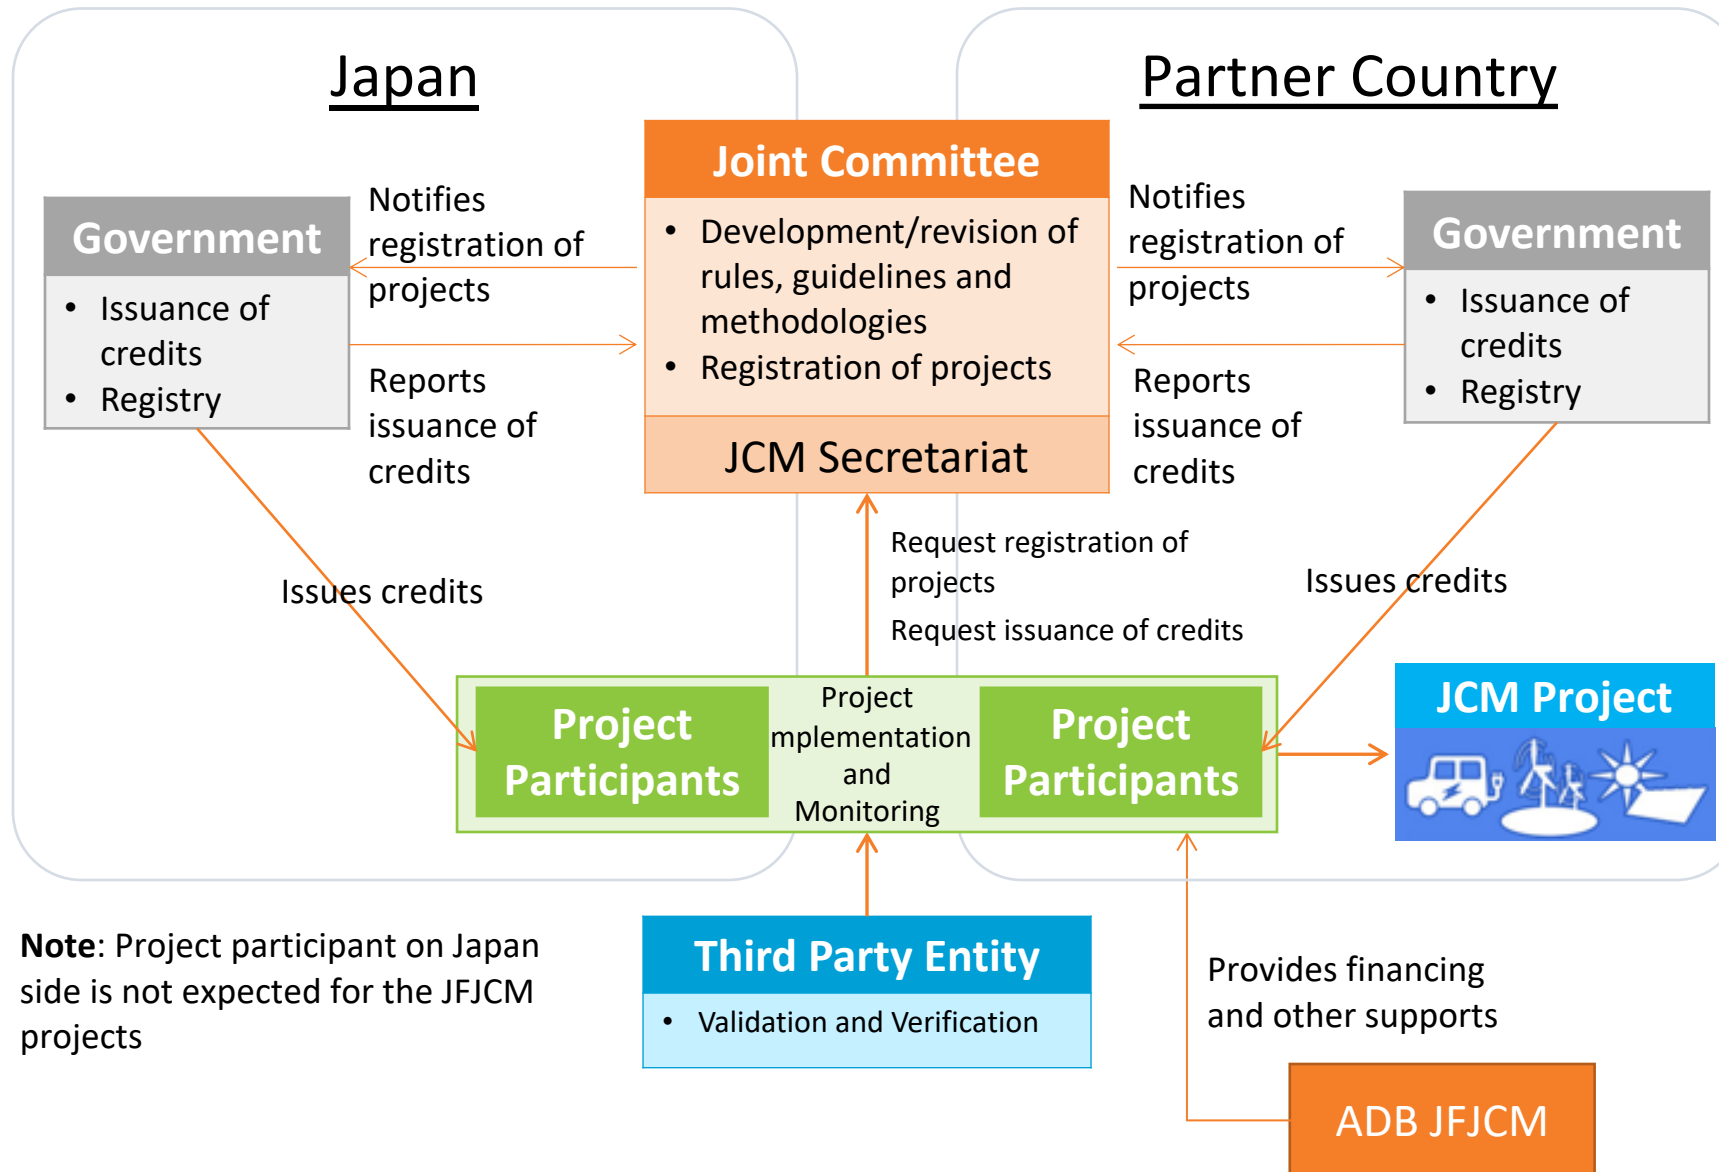 Japan
Partner Country
Joint Committee
• Development/revision of
rules, guidelines and
methodologies
• Registration of projects
JCM Secretariat
Government
• Issuance of
credits
• Registry
Notifies
registration of
projects
Reports
issuance of
credits
Notifies
registration of
projects
Reports
issuance of
credits
Government
• Issuance of
credits
• Registry
Issues credits
Request registration of
projects
Request issuance of credits
Issues credits
Project
Participants
Project
mplementation
and
Monitoring
Project
Participants
JCM Project
Note: Project participant on Japan
side is not expected for the JFJCM
projects
Third Party Entity
• Validation and Verification
Provides financing
and other supports
ADB JFJCM